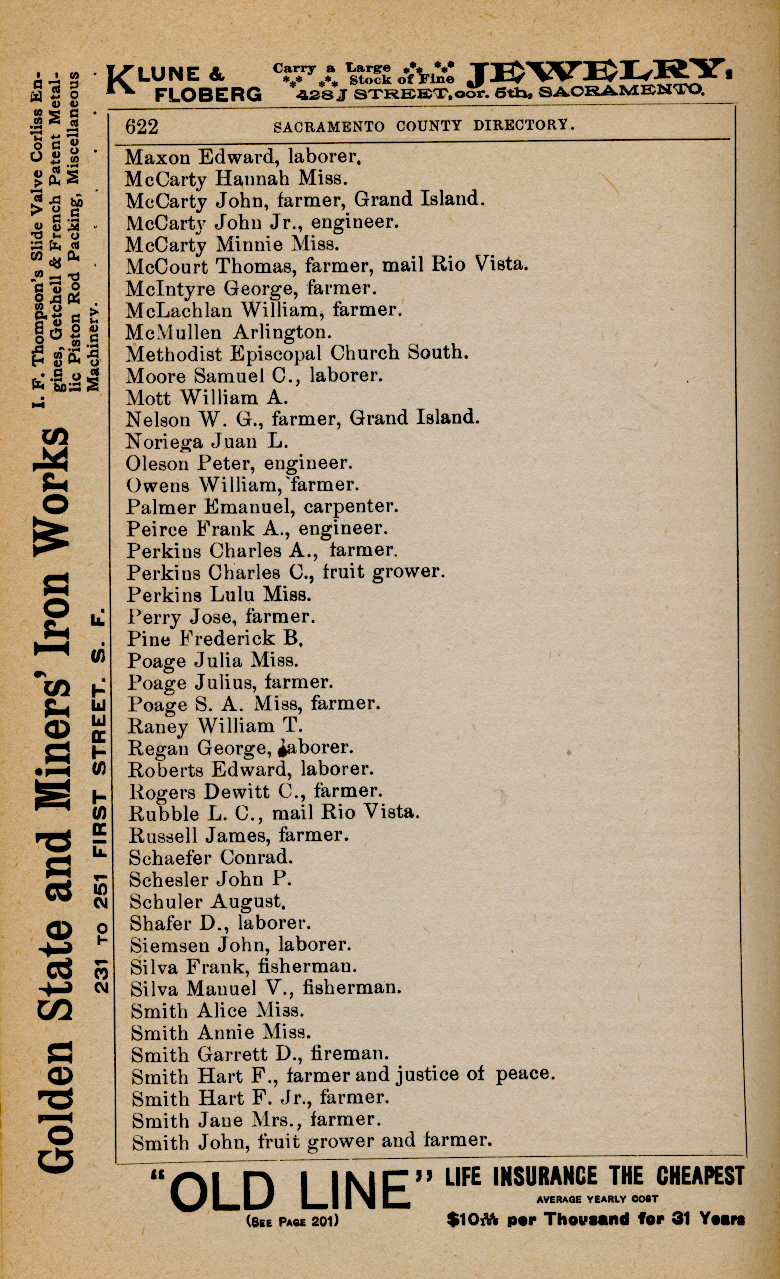 KLUNE & FLOBERG
Carry a Large Stock of Fine
JEWELRY,
428 J STREET, cor. 5th, SACRAMENTO.
622 SACRAMENTO COUNTY DIRECTORY.
Maxon Edward, laborer.
McCarty Hannah Miss.
McCarty John, farmer, Grand Island.
McCarty John Jr., engineer.
McCarty Minnie Miss.
McCourt Thomas, farmer, mail Rio Vista.
McIntyre George, farmer.
McLachlan William, farmer.
McMullen Arlington.
Methodist Episcopal Church South.
Moore Samuel C., laborer.
Mott William A.
Nelson W. G., farmer, Grand Island.
Noriega Juan L.
Oleson Peter, engineer.
Owens William, farmer.
Palmer Emanuel, carpenter.
Peirce Frank A., engineer.
Perkins Charles A., farmer.
Perkins Charles C., fruit grower.
Perkins Lulu Miss.
Perry Jose, farmer.
Pine Frederick B.
Poage Julia Miss.
Poage Julius, farmer.
Poage S. A. Miss, farmer.
Raney William T.
Regan George, laborer.
Roberts Edward, laborer.
Rogers Dewitt C., farmer.
Rubble L. C., mail Rio Vista.
Russell James, farmer.
Schaefer Conrad.
Schesler John P.
Schuler August.
Shafer D., laborer.
Siemsen John, laborer.
Silva Frank, fisherman.
Silva Manuel V., fisherman.
Smith Alice Miss.
Smith Annie Miss.
Smith Garrett D., fireman.
Smith Hart F., farmer and justice of peace.
Smith Hart F. Jr., farmer.
Smith Jane Mrs., farmer.
Smith John, fruit grower and farmer.
Golden State and Miners' Iron Works
231 TO 251 FIRST STREET. S. F.
I. F. Thompson's Slide Valve Corliss En-
gines, Getchell & French Patent Metal-
lic Piston Rod Packing, Miscellaneous
Machinery.
"OLD LINE"
(SEE PAGE 201)
LIFE INSURANCE THE CHEAPEST
AVERAGE YEARLY COST
per Thousand for 31 Years